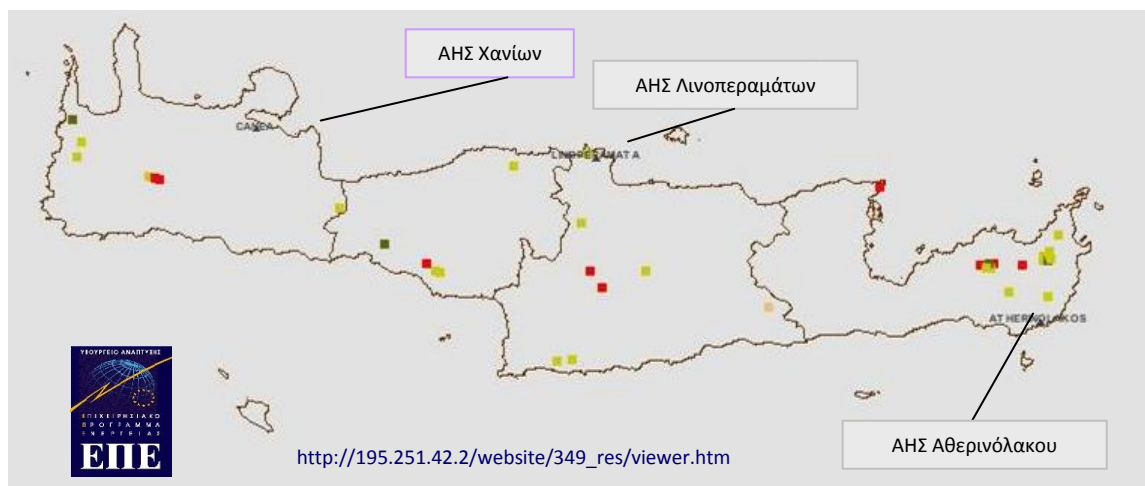 ΑΗΣ Χανίων
ΑΗΣ Λινοπεραμάτων
CANEA
ATHERINOLAKOS
ΥΠΟΥΡΓΕΙΟ ΑΝΑΠΤΥΞΗΣ
ΕΠΙΧΕΙΡΗΣΙΑΚΟ
ΠΡΟΓΡΑΜΜΑ
ΕΝΕΡΓΕΙΑΣ
ΕΠΕ
ΑΗΣ Αθερινόλακου
http://195.251.42.2/website/349_res/viewer.htm